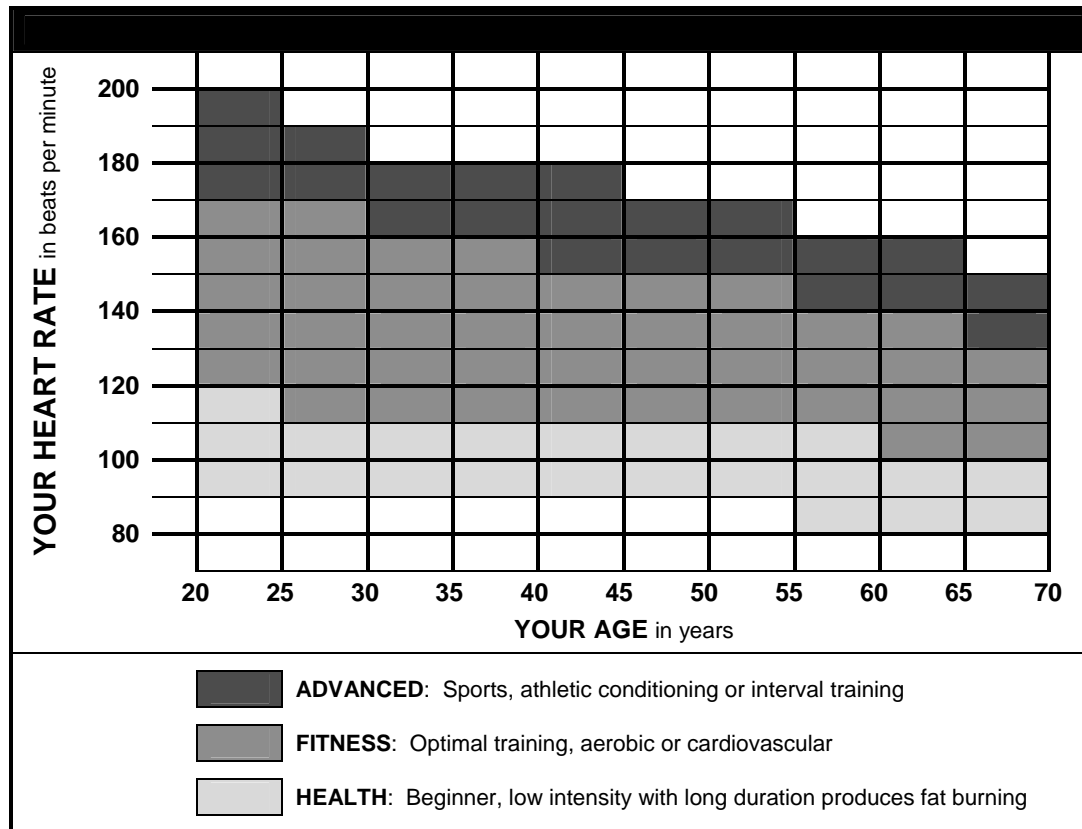 YOUR HEART RATE in beats per minute
200
180
160
140
120
100
80
20 25 30 35 40 45 50 55 60 65 70
YOUR AGE in years
ADVANCED: Sports, athletic conditioning or interval training
FITNESS: Optimal training, aerobic or cardiovascular
HEALTH: Beginner, low intensity with long duration produces fat burning